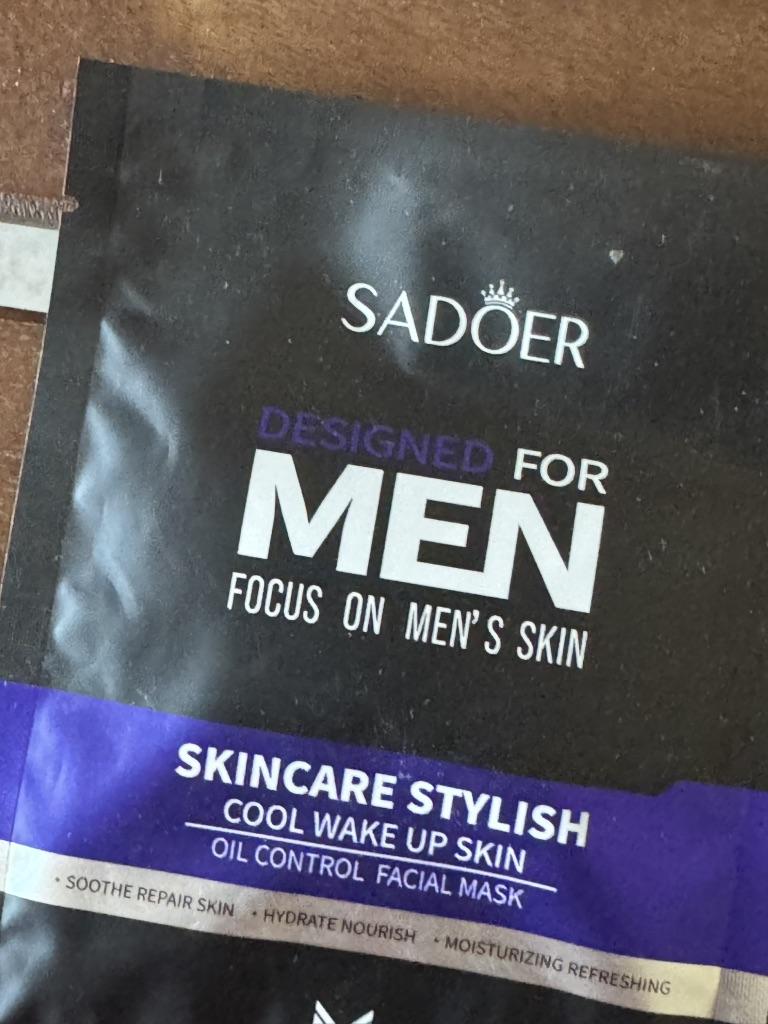 SADOER
DESIGNED FOR
MEN
FOCUS ON MEN'S SKIN
SKINCARE STYLISH
COOL WAKE UP SKIN
OIL CONTROL FACIAL MASK
• SOOTHE REPAIR SKIN • HYDRATE NOURISH • MOISTURIZING REFRESHING